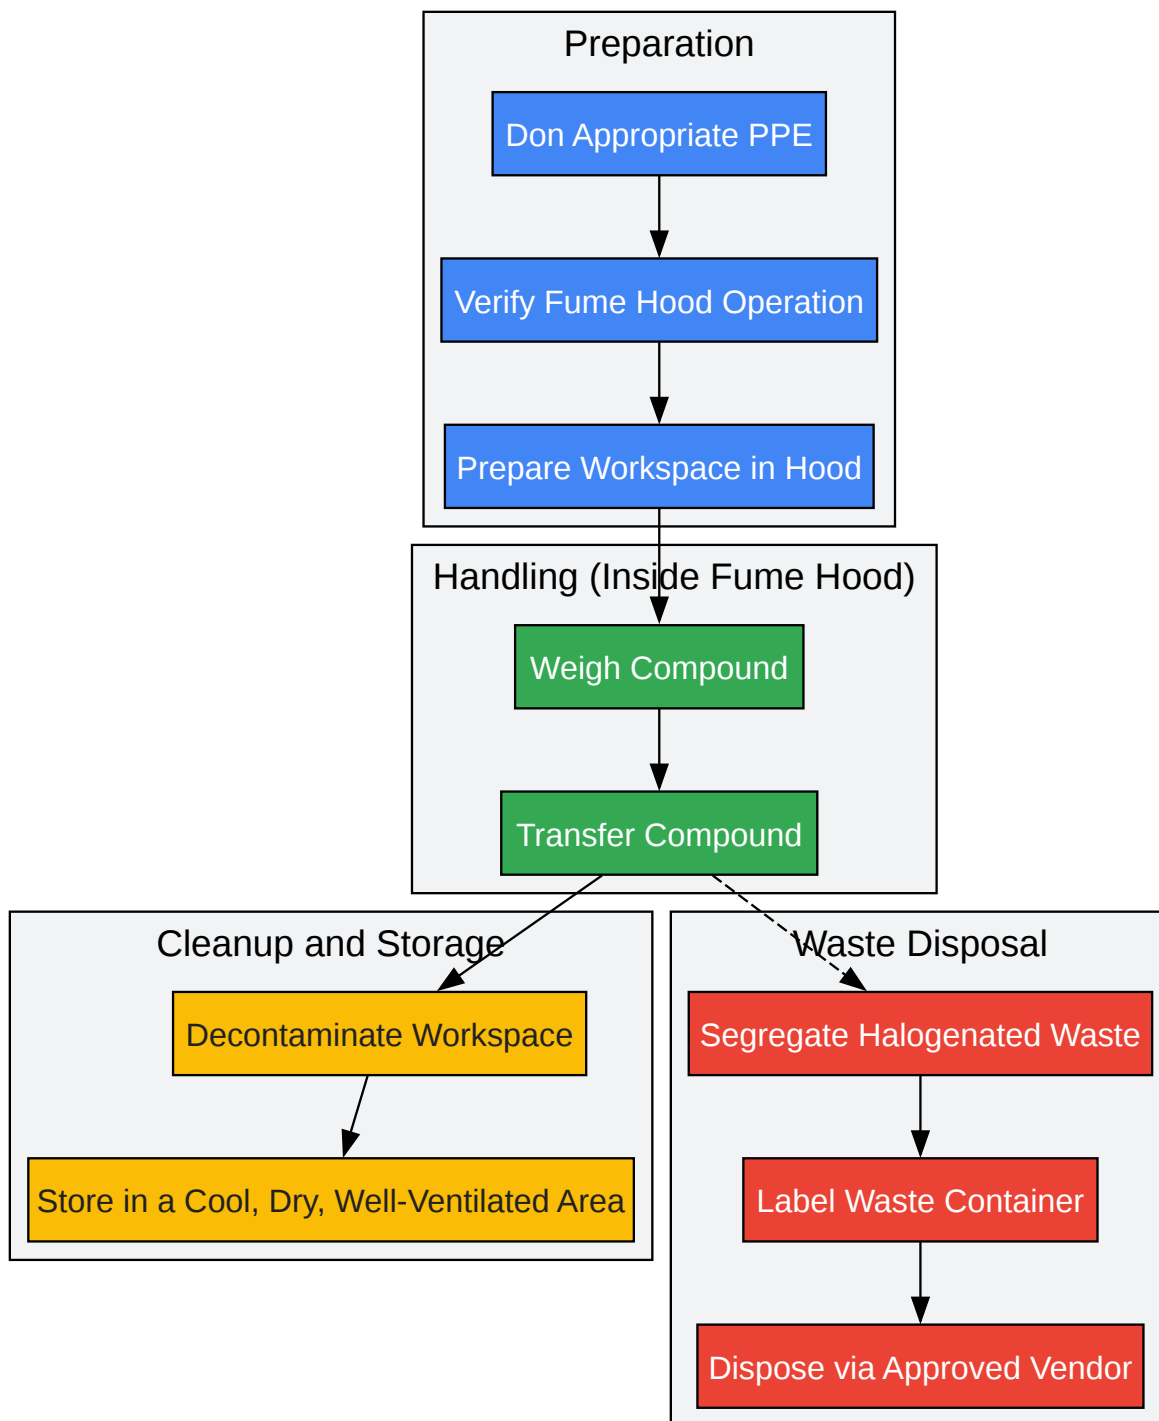 Preparation
Don Appropriate PPE
Verify Fume Hood Operation
Prepare Workspace in Hood
Handling (Inside Fume Hood)
Weigh Compound
Transfer Compound
Cleanup and Storage
Decontaminate Workspace
Store in a Cool, Dry, Well-Ventilated Area
Waste Disposal
Segregate Halogenated Waste
Label Waste Container
Dispose via Approved Vendor